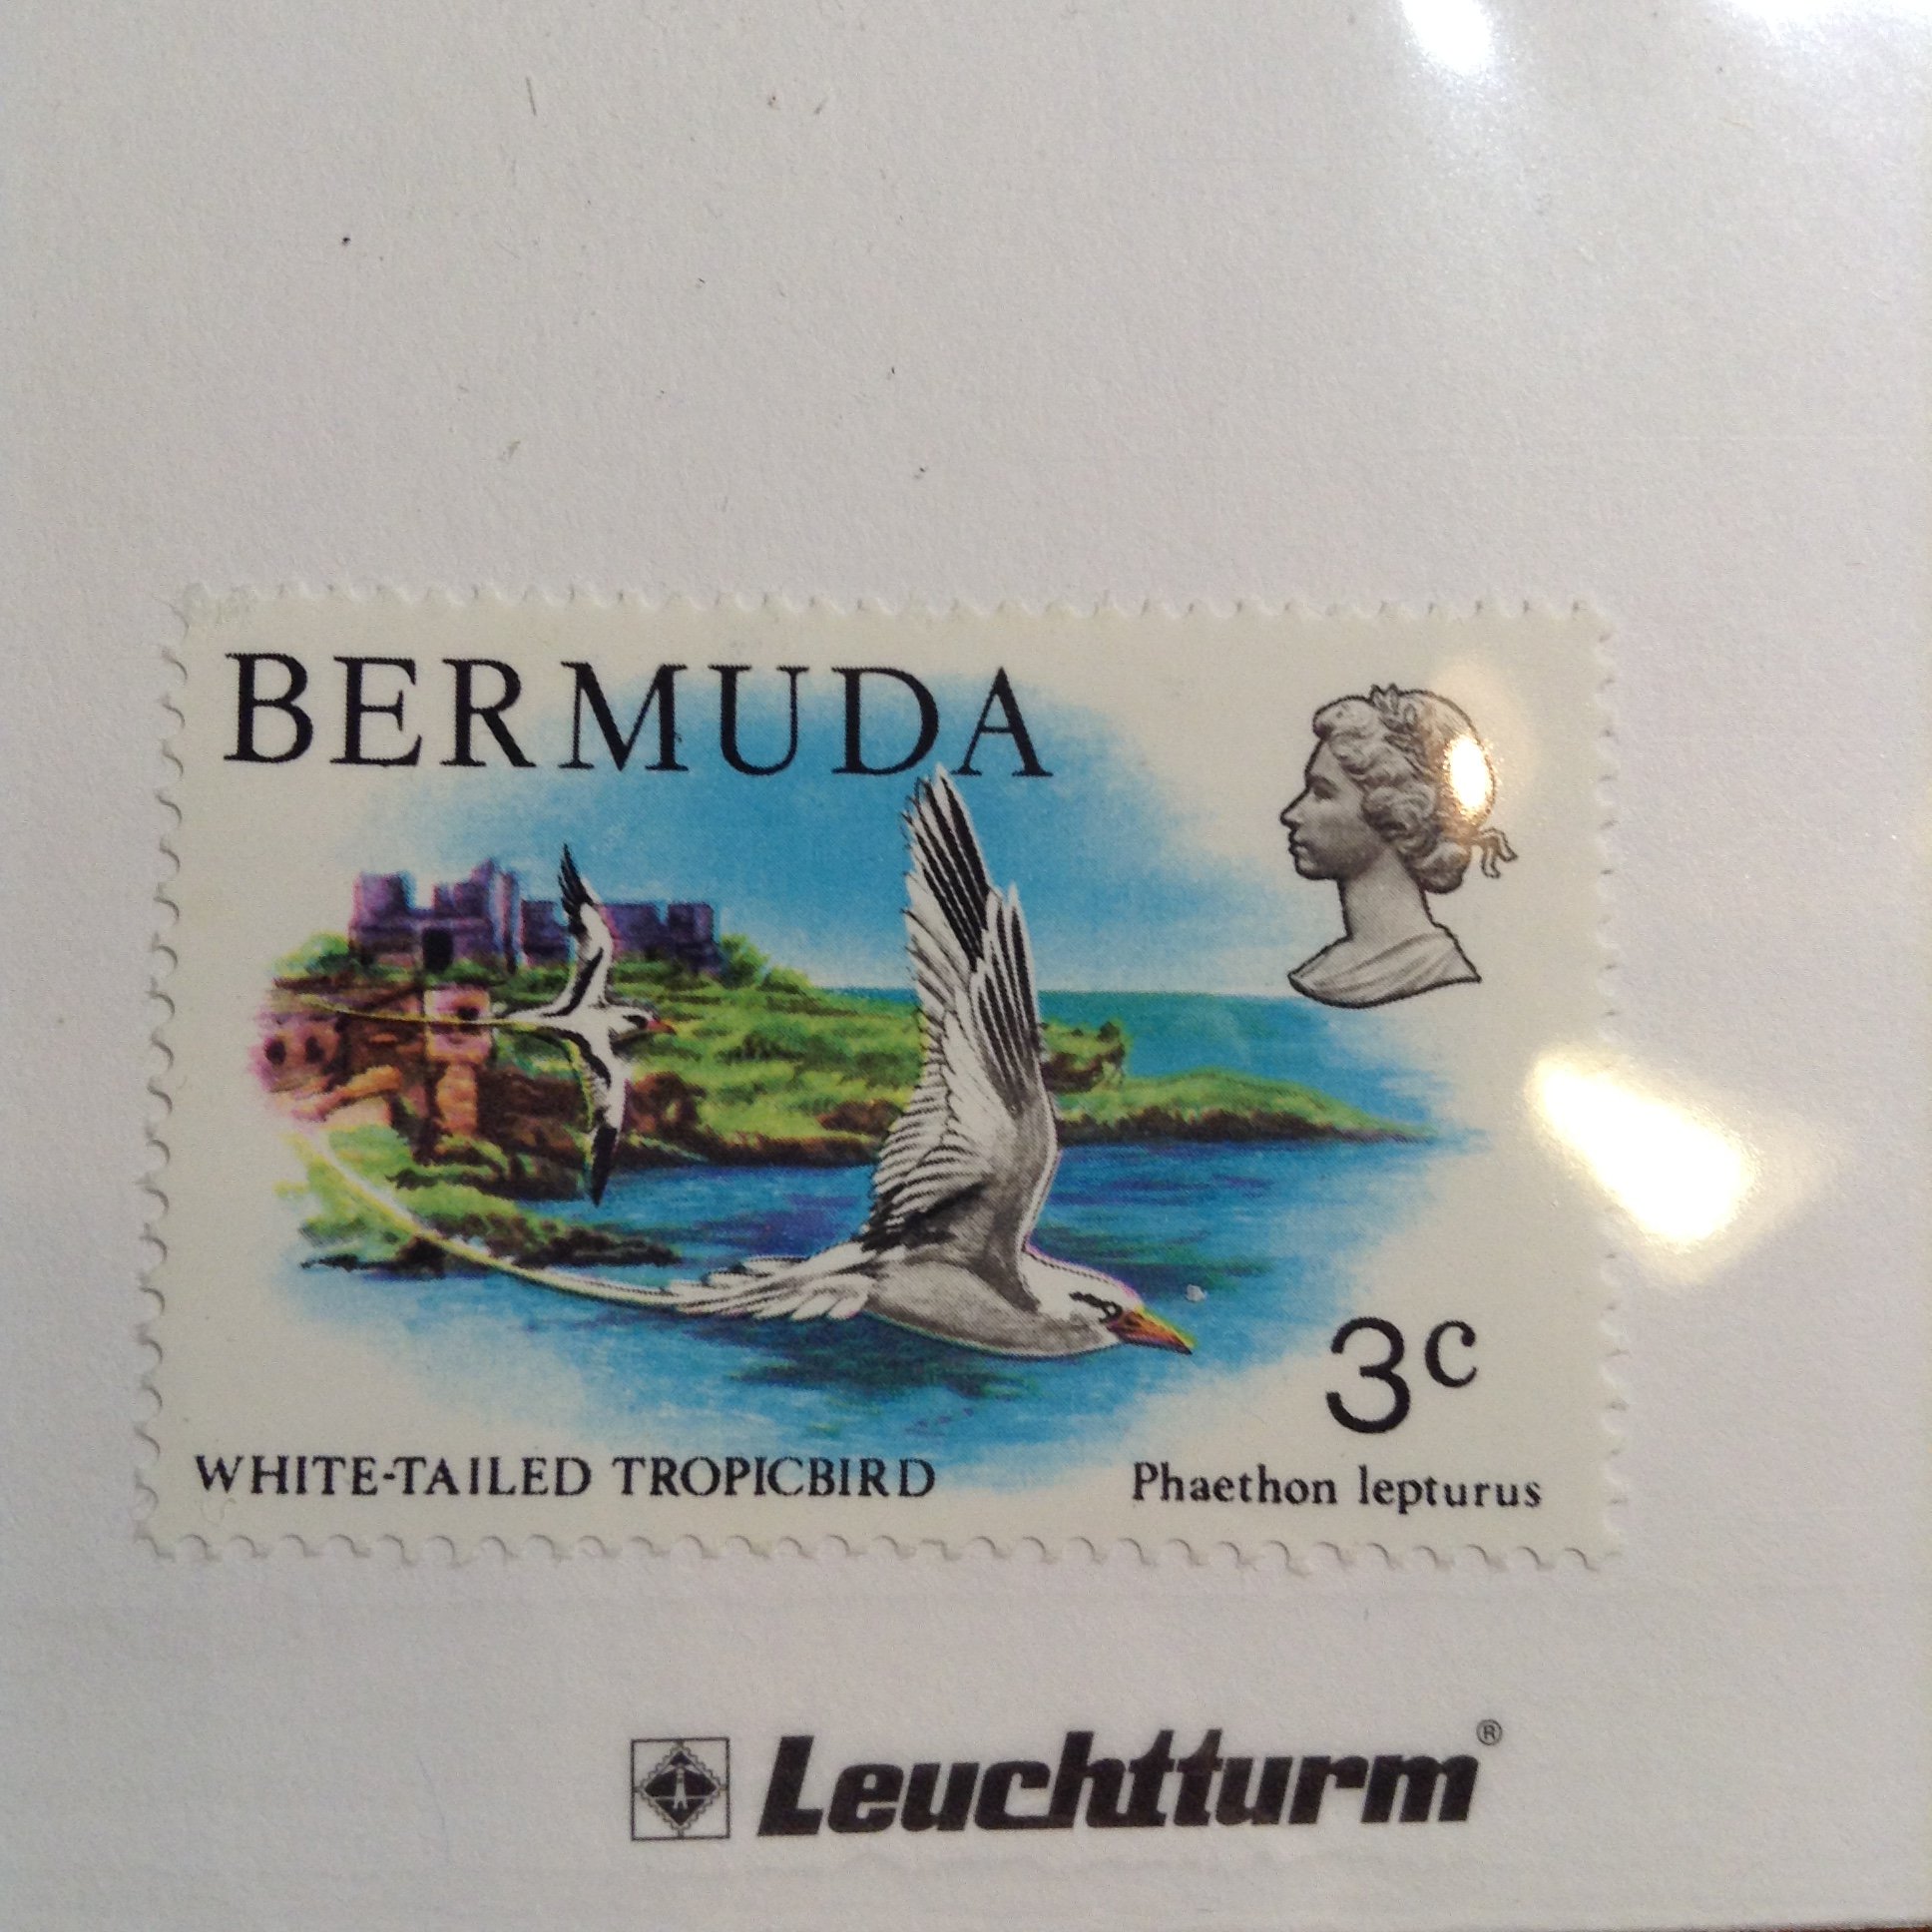 BERMUDA
3c
WHITE-TAILED TROPICBIRD Phaethon lepturus
Leuchtturm®